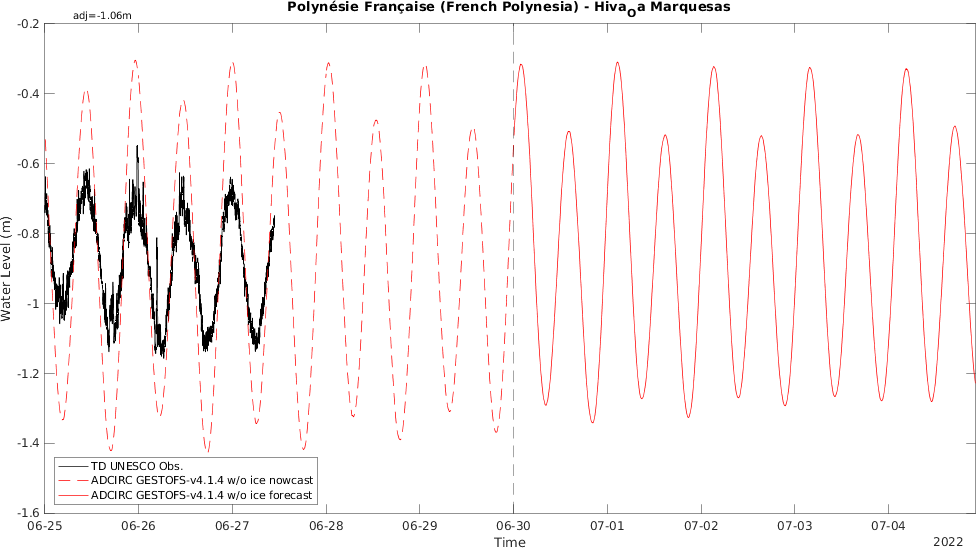 Polynésie Française (French Polynesia) - Hiva_Oa Marquesas
adj=-1.06m
-0.2
-0.4
-0.6
-0.8
-1
-1.2
-1.4
-1.6
Water Level (m)
TD UNESCO Obs.
ADCIRC GESTOFS-v4.1.4 w/o ice nowcast
ADCIRC GESTOFS-v4.1.4 w/o ice forecast
06-25 06-26 06-27 06-28 06-29 06-30 07-01 07-02 07-03 07-04
Time
2022